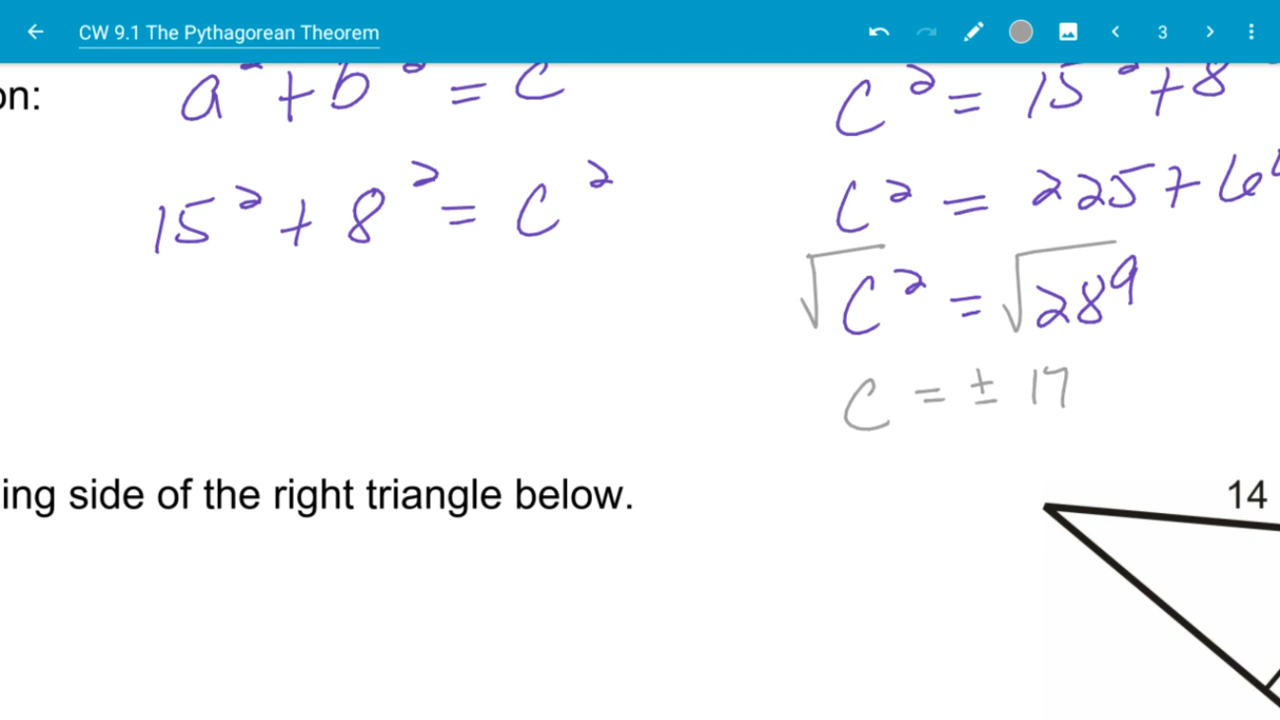 CW 9.1 The Pythagorean Theorem
3
on:
a² + b² = c
15² + 8² = c²
c² = 15² + 8
c² = 225 + 6
√c² = √289
c = ± 17
ing side of the right triangle below.
14